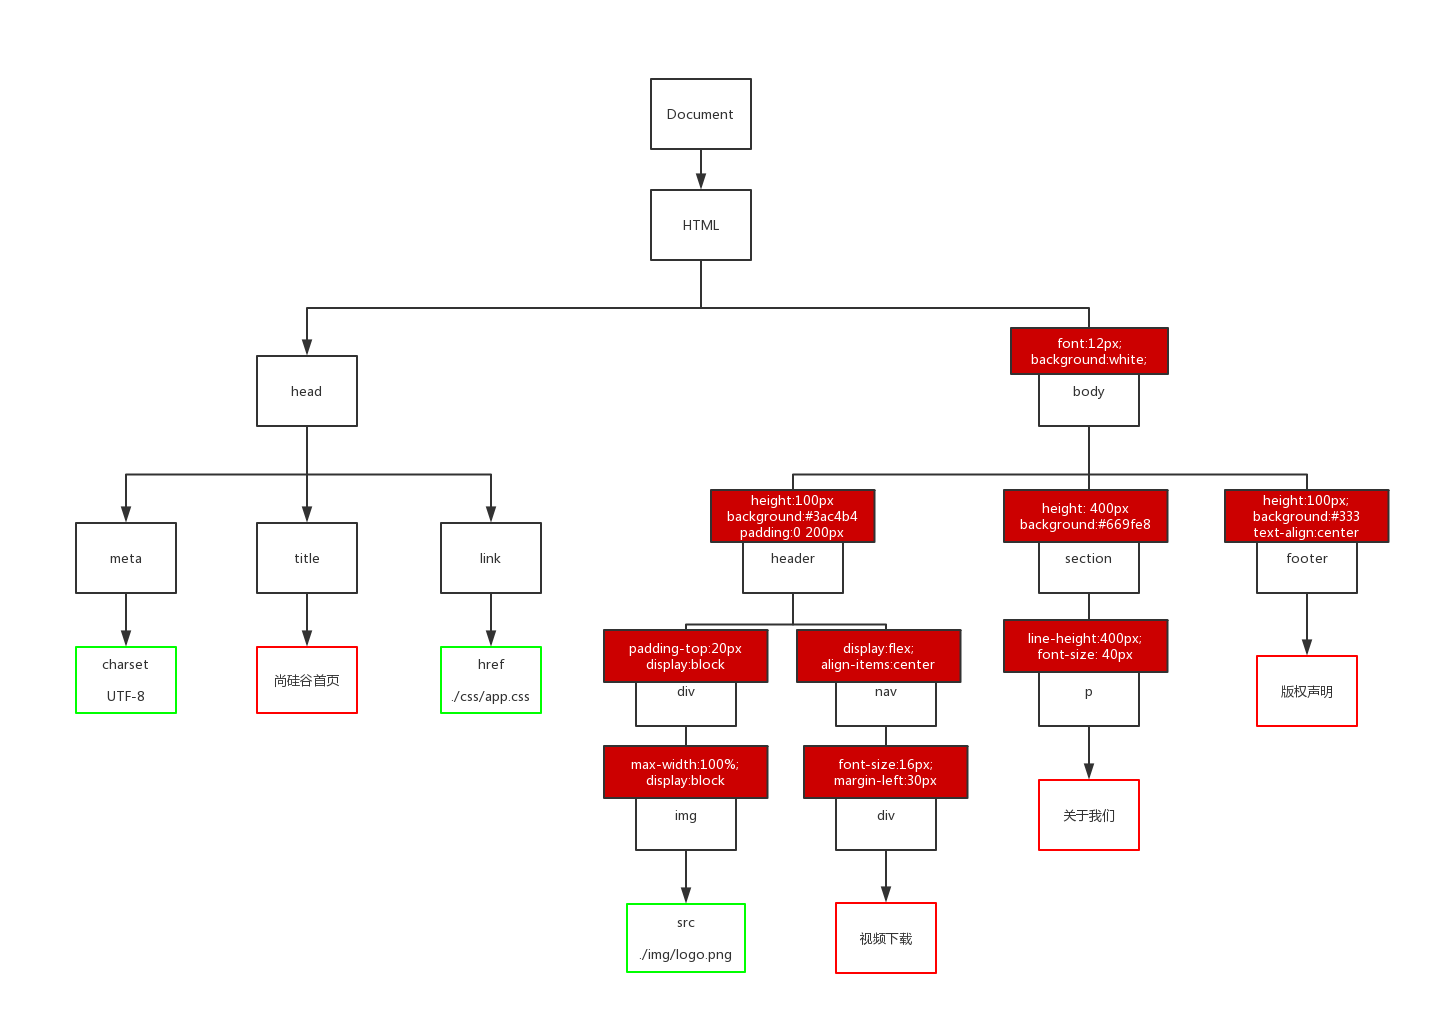 Document
HTML
font:12px;
background:white;
head
body
height:100px
background:#3ac4b4
padding:0 200px
height: 400px
background:#669fe8
height:100px;
background:#333
text-align:center
meta
title
link
header
section
footer
charset
UTF-8
尚硅谷首页
href
./css/app.css
padding-top:20px
display:block
display:flex;
align-items:center
line-height:400px;
font-size: 40px
div
nav
p
版权声明
max-width:100%;
display:block
font-size:16px;
margin-left:30px
img
div
关于我们
src
./img/logo.png
视频下载